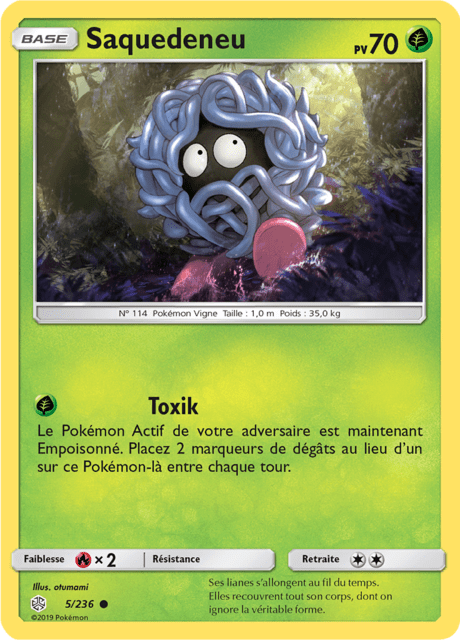 BASE Saquedeneu PV 70
N° 114 Pokémon Vigne Taille : 1,0 m Poids : 35,0 kg
Toxik
Le Pokémon Actif de votre adversaire est maintenant
Empoisonné. Placez 2 marqueurs de dégâts au lieu d'un
sur ce Pokémon-là entre chaque tour.
Faiblesse × 2 Résistance Retraite
Illus. otumami
5/236
©2019 Pokémon
Ses lianes s'allongent au fil du temps.
Elles recouvrent tout son corps, dont on
ignore la véritable forme.